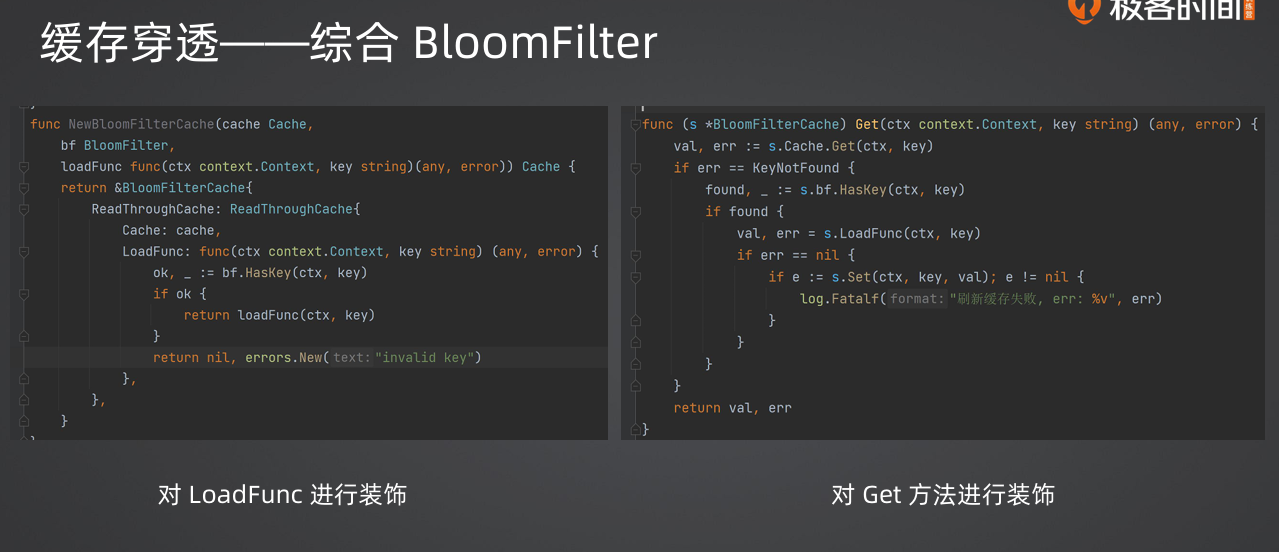 极客时间
缓存穿透——综合 BloomFilter
func NewBloomFilterCache(cache Cache,
bf BloomFilter,
loadFunc func(ctx context.Context, key string)(any, error)) Cache {
return &BloomFilterCache{
ReadThroughCache: ReadThroughCache{
Cache: cache,
LoadFunc: func(ctx context.Context, key string) (any, error) {
ok, _ := bf.HasKey(ctx, key)
if ok {
return loadFunc(ctx, key)
}
return nil, errors.New( text: "invalid key")
},
},
}
}
func (s *BloomFilterCache) Get(ctx context.Context, key string) (any, error) {
val, err := s.Cache.Get(ctx, key)
if err == KeyNotFound {
found, _ := s.bf.HasKey(ctx, key)
if found {
val, err = s.LoadFunc(ctx, key)
if err == nil {
if e := s.Set(ctx, key, val); e != nil {
log.Fatalf( format: "刷新缓存失败, err: %v", err)
}
}
}
}
return val, err
}
对 LoadFunc 进行装饰
对 Get 方法进行装饰